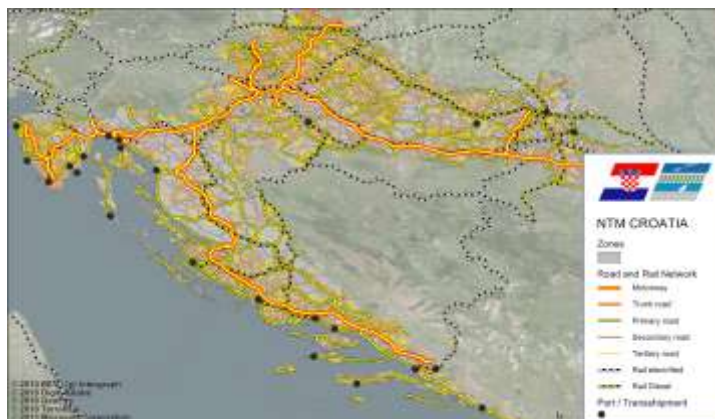 NTM CROATIA
Zones
Road and Rail Network
Motorway
Trunk road
Primary road
Secondary road
Tertiary road
Rail electrified
Rail Diesel
Port / Transshipment